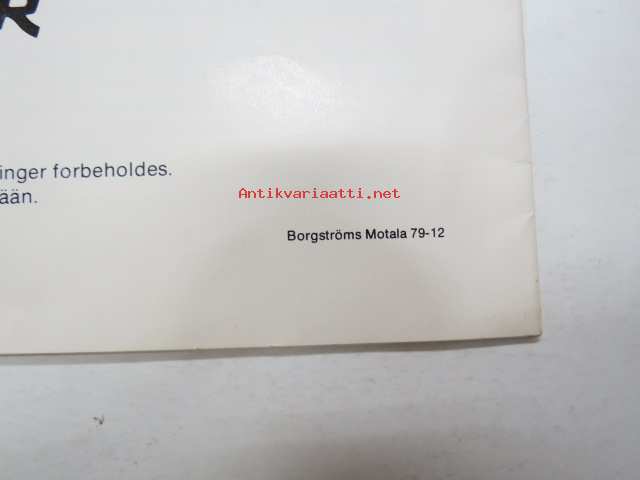 R
inger forbeholdes.
ään.
Antikvariaatti.net
Borgströms Motala 79-12